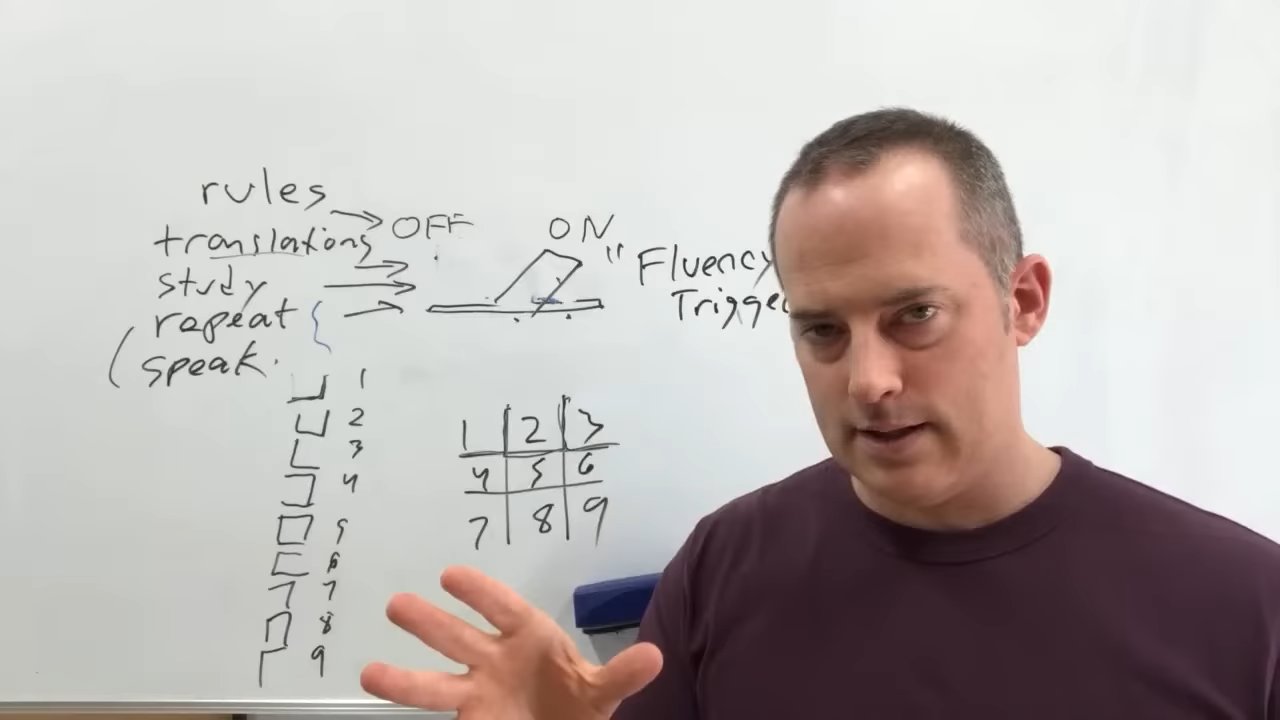 rules
translations
study
repeat
(speak.
OFF
ON
"Fluency
Trigge
1
2
3
4
5
6
7
8
9
1 2 3
4 5 6
7 8 9